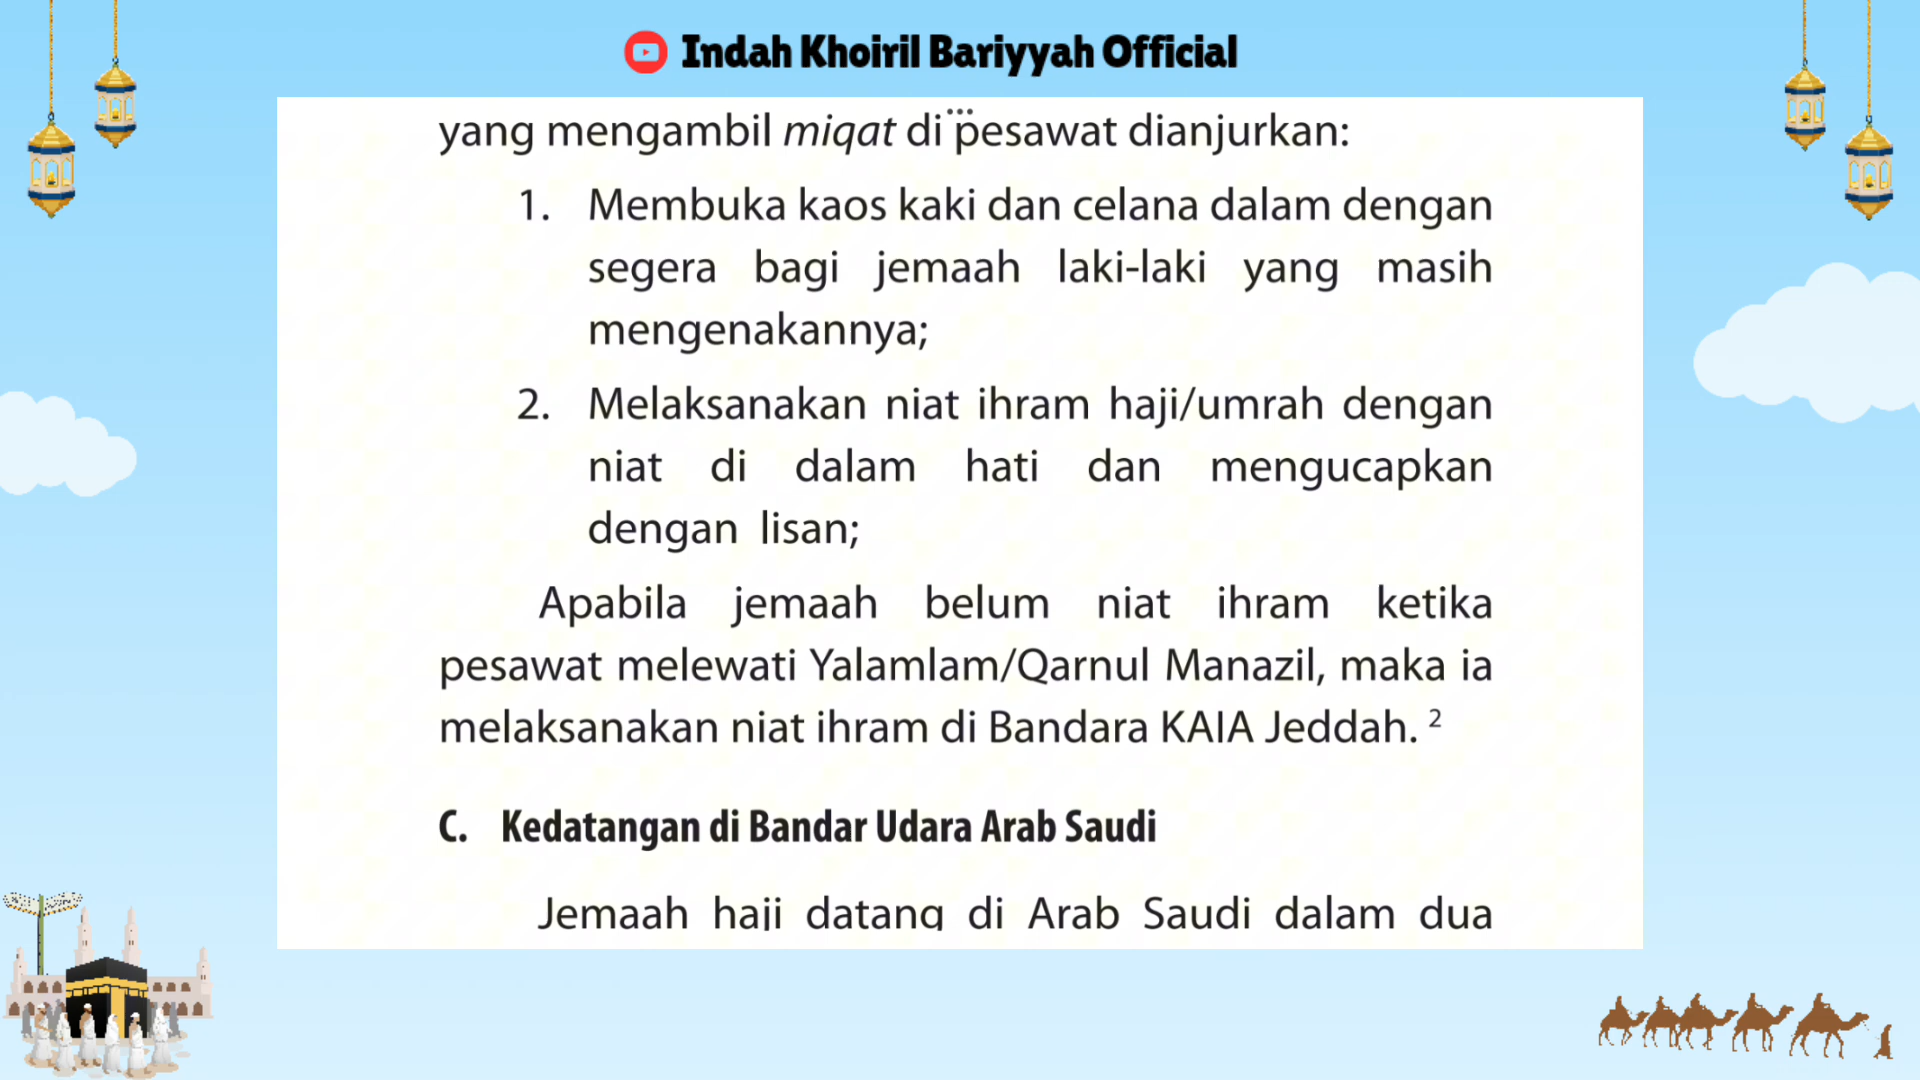 Indah Khoiril Bariyyah Official
yang mengambil miqat di pesawat dianjurkan:
1. Membuka kaos kaki dan celana dalam dengan
segera bagi jemaah laki-laki yang masih
mengenakannya;
2. Melaksanakan niat ihram haji/umrah dengan
niat di dalam hati dan mengucapkan
dengan lisan;
Apabila jemaah belum niat ihram ketika
pesawat melewati Yalamlam/Qarnul Manazil, maka ia
melaksanakan niat ihram di Bandara KAIA Jeddah. 2
C. Kedatangan di Bandar Udara Arab Saudi
Jemaah haji datang di Arab Saudi dalam dua